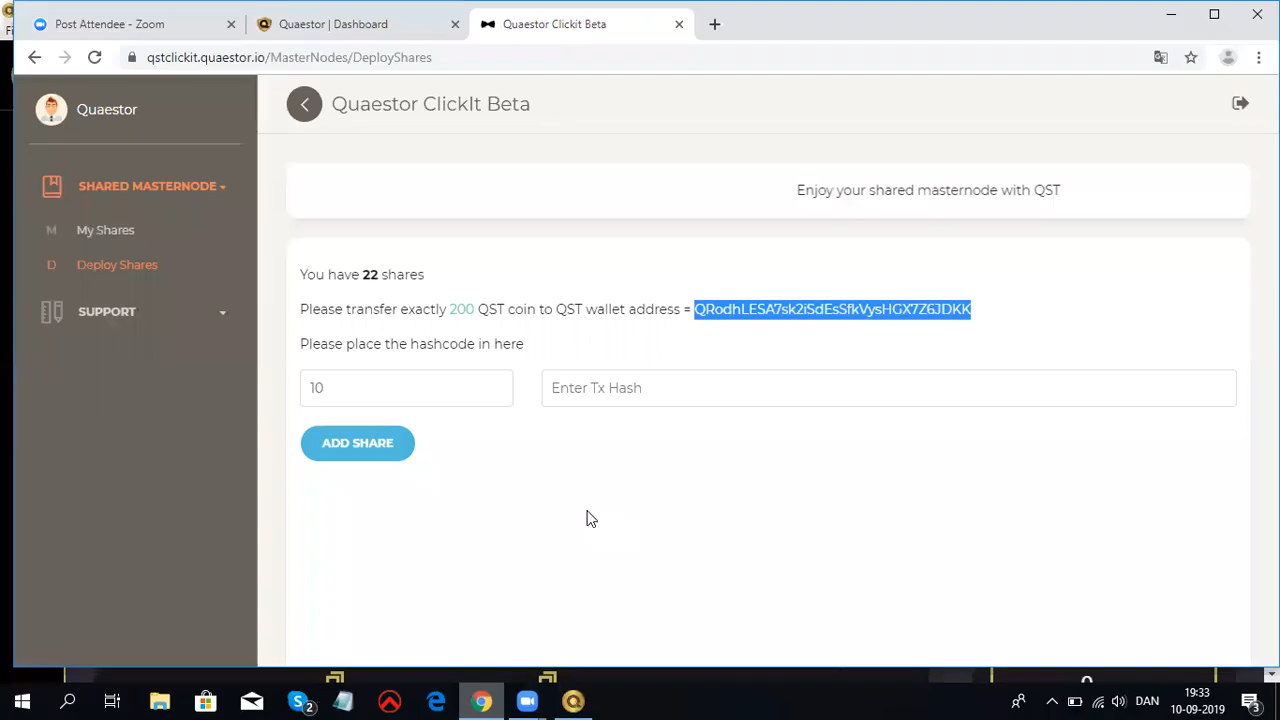 Post Attendee - Zoom
Quaestor | Dashboard
Quaestor Clickit Beta
qstclickit.quaestor.io/MasterNodes/DeployShares
Quaestor
Quaestor ClickIt Beta
SHARED MASTERNODE
Enjoy your shared masternode with QST
M My Shares
D Deploy Shares
SUPPORT
You have 22 shares
Please transfer exactly 200 QST coin to QST wallet address = QRodhLESA7sk2iSdEsSfkVysHGX7Z6JDKK
Please place the hashcode in here
10
Enter Tx Hash
ADD SHARE
2
DAN
19:33
10-09-2019
3